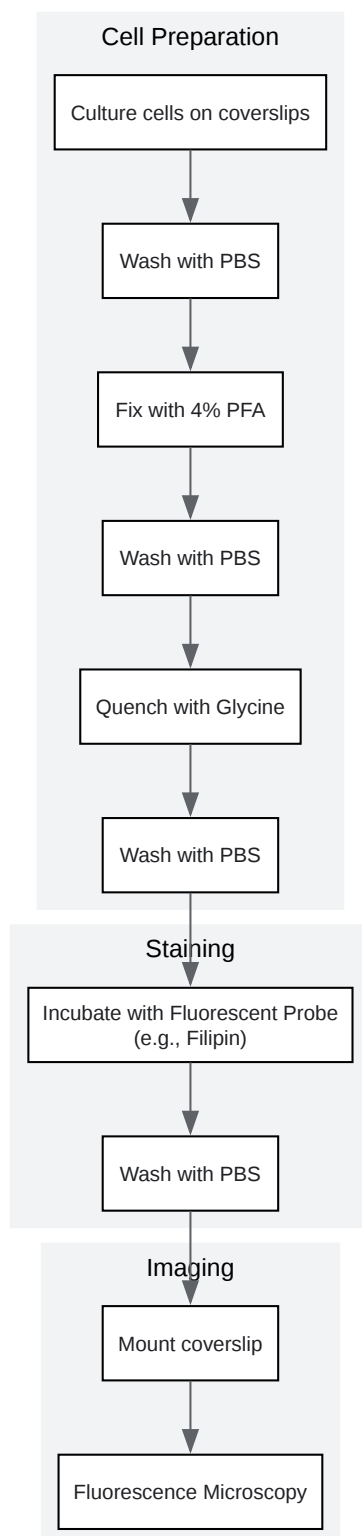 Cell Preparation
Culture cells on coverslips
Wash with PBS
Fix with 4% PFA
Wash with PBS
Quench with Glycine
Wash with PBS
Staining
Incubate with Fluorescent Probe
(e.g., Filipin)
Wash with PBS
Imaging
Mount coverslip
Fluorescence Microscopy